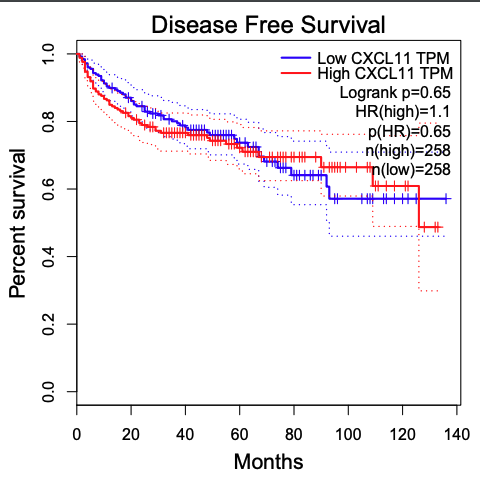 Disease Free Survival
Low CXCL11 TPM
High CXCL11 TPM
Logrank p=0.65
HR(high)=1.1
p(HR)=0.65
n(high)=258
n(low)=258
Percent survival
1.0
0.8
0.6
0.4
0.2
0.0
0 20 40 60 80 100 120 140
Months